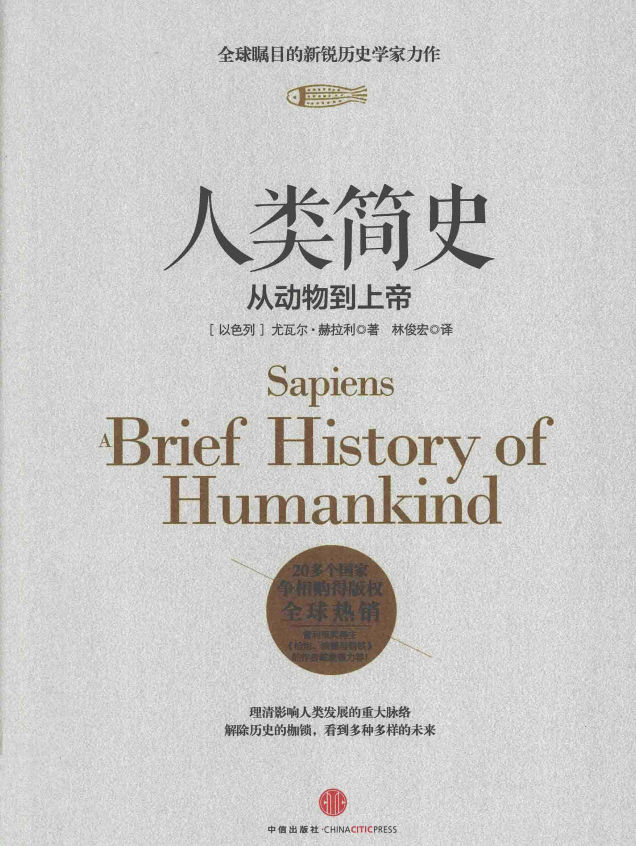 全球瞩目的新锐历史学家力作
人类简史
从动物到上帝
［以色列］尤瓦尔·赫拉利◎著 林俊宏◎译
Sapiens
A Brief History of
Humankind
20多个国家
争相购得版权
全球热销
理清影响人类发展的重大脉络
解除历史的枷锁，看到多种多样的未来
中信出版社·CHINACITICPRESS